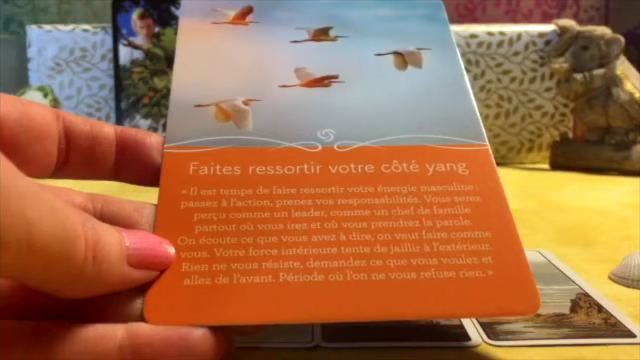 Faites ressortir votre côté yang
« Il est temps de faire ressortir votre énergie masculine :
passez à l'action, prenez vos responsabilités. Vous serez
perçu comme un leader, comme un chef de famille
partout où vous irez et où vous prendrez la parole.
On écoute ce que vous avez à dire, on veut faire comme
vous. Votre force intérieure tente de jaillir à l'extérieur.
Rien ne vous résiste, demandez ce que vous voulez et
allez de l'avant. Période où l'on ne vous refuse rien. »